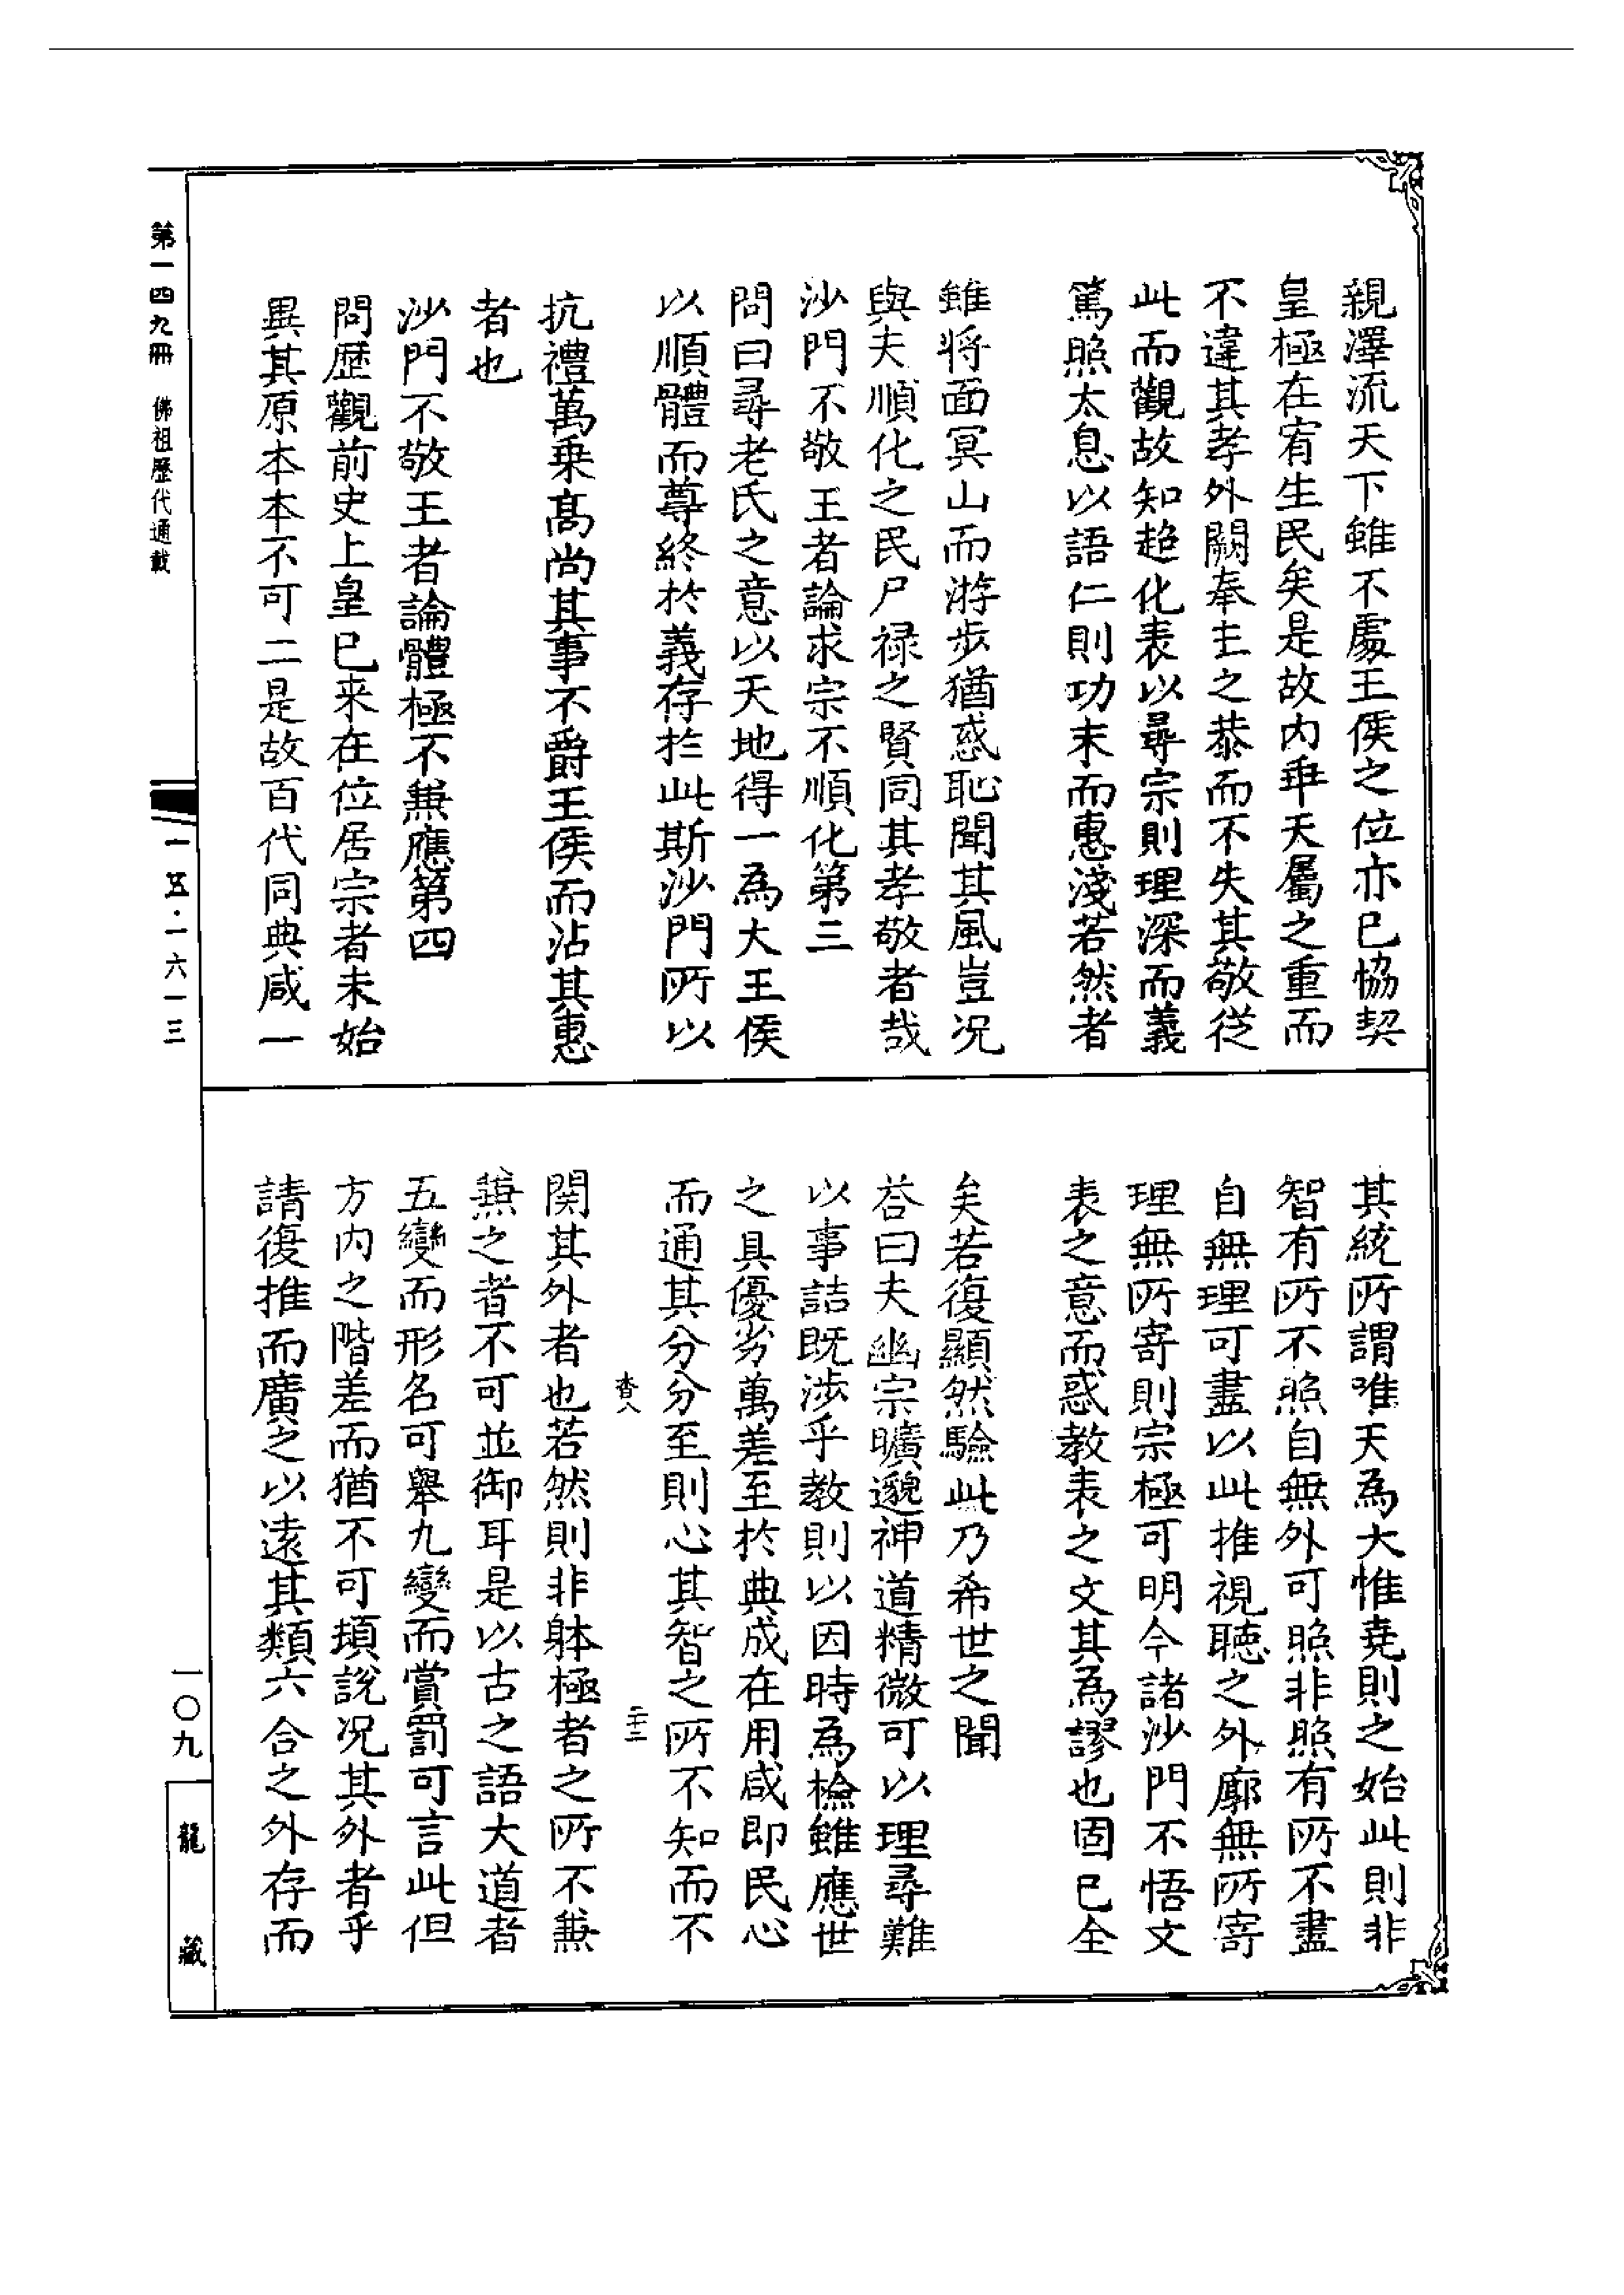 親澤流天下雖不處王侯之位亦已恊契
皇極在宥生民矣是故内乖天屬之重而
不違其孝外闕奉主之恭而不失其敬從
此而觀故知超化表以尋宗則理深而義
篤照太息以語仁則功末而惠淺若然者
雖将面冥山而游步猶惑恥聞其風豈况
與夫順化之民尸禄之賢同其孝敬者哉
沙門不敬王者論求宗不順化第三
問曰尋老氏之意以天地得一為大王侯
以順體而尊終於義存於此斯沙門所以
抗禮萬乗髙尚其事不爵王侯而沾其惠
者也
沙門不敬王者論體極不兼應第四
問歴觀前史上皇已来在位居宗者未始
異其原本本不可二是故百代同典咸一
其統所謂唯天為大惟堯則之始此則非
智有所不照自無外可照非照有所不盡
自無理可盡以此推視聽之外廓無所寄
理無所寄則宗極可明今諸沙門不悟文
表之意而惑教表之文其為謬也固已全
矣若復顯然驗此乃希世之聞
荅曰夫幽宗曠邈神道精微可以理尋難
以事詰既涉乎教則以因時為檢雖應世
之具優劣萬差至於典成在用咸即民心
而通其分分至則心其智之所不知而不
関其外者也若然則非躰極者之所不兼
兼之者不可並御耳是以古之語大道者
五變而形名可舉九變而賞罰可言此但
方内之階差而猶不可頊說况其外者乎
請復推而廣之以遠其類六合之外存而
第一四九冊　佛祖歷代通載
一五·一六一三
一〇九
龍藏